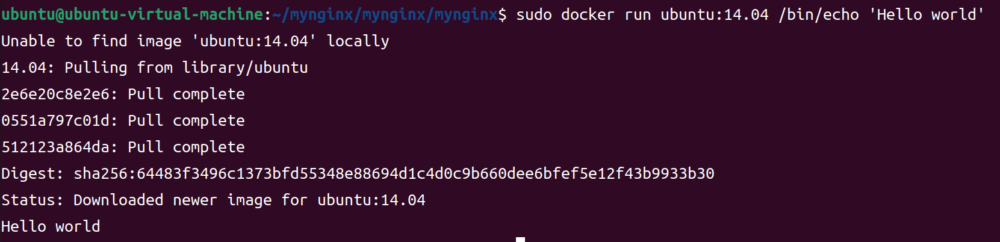 ubuntu@ubuntu-virtual-machine:~/mynginx/mynginx/mynginx$ sudo docker run ubuntu:14.04 /bin/echo 'Hello world'
Unable to find image 'ubuntu:14.04' locally
14.04: Pulling from library/ubuntu
2e6e20c8e2e6: Pull complete
0551a797c01d: Pull complete
512123a864da: Pull complete
Digest: sha256:64483f3496c1373bfd55348e88694d1c4d0c9b660dee6bfef5e12f43b9933b30
Status: Downloaded newer image for ubuntu:14.04
Hello world